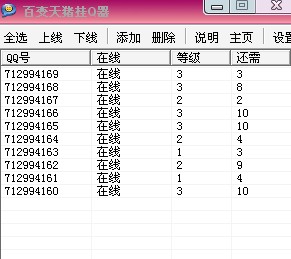 百变天猪挂Q器
全选 上线 下线 添加 删除 说明 主页 设置
QQ号 在线 等级 还需
712994169 在线 3 3
712994168 在线 3 8
712994167 在线 2 2
712994166 在线 3 10
712994165 在线 3 10
712994164 在线 2 4
712994163 在线 1 3
712994162 在线 2 9
712994161 在线 1 4
712994160 在线 3 10